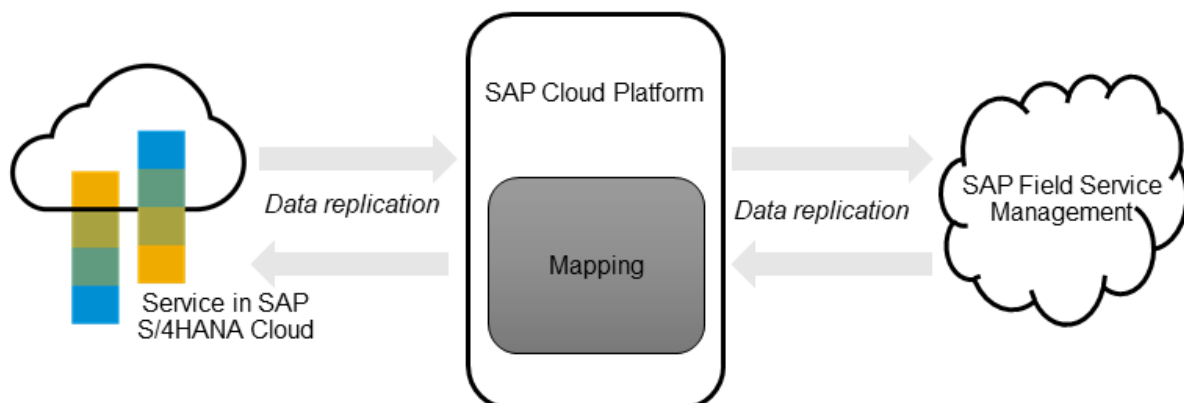 SAP Cloud Platform
Data replication
Data replication
SAP Field Service
Management
Mapping
Service in SAP
S/4HANA Cloud